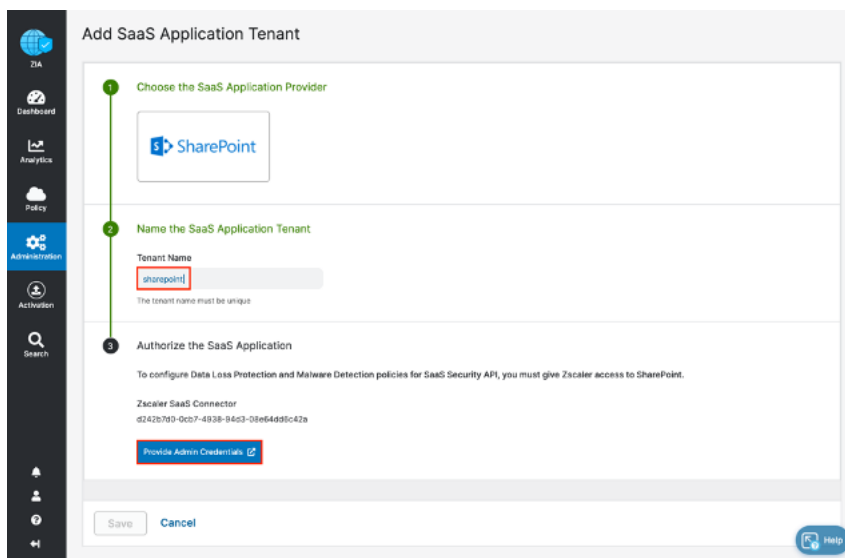 Add SaaS Application Tenant
ZIA
Dashboard
Analytics
Policy
Administration
Activation
Search
1
Choose the SaaS Application Provider
S
SharePoint
2
Name the SaaS Application Tenant
Tenant Name
sharepoint
The tenant name must be unique
3
Authorize the SaaS Application
To configure Data Loss Protection and Malware Detection policies for SaaS Security API, you must give Zscaler access to SharePoint.
Zscaler SaaS Connector
d242b7d0-0cb7-4938-94d3-08e64dd6c42a
Provide Admin Credentials
Save
Cancel
Help